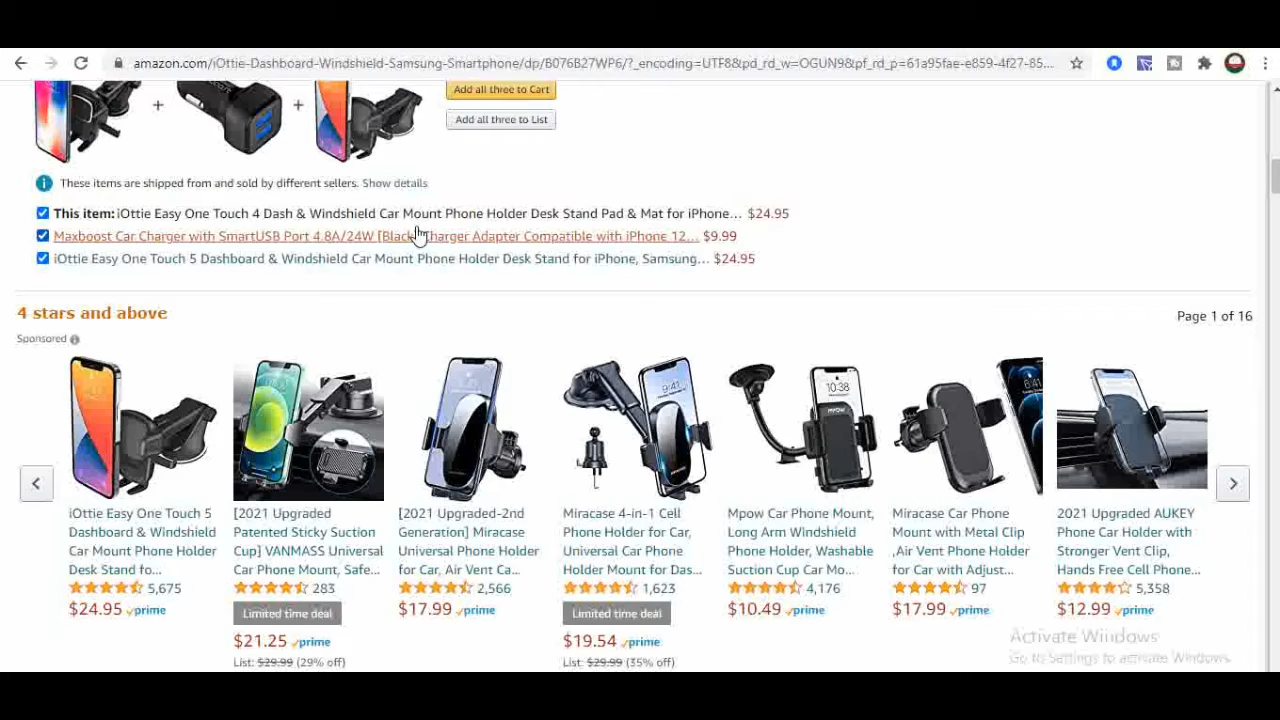 amazon.com/iOttie-Dashboard-Windshield-Samsung-Smartphone/dp/B076B27WP6/?_encoding=UTF8&pd_rd_w=OGUN9&pf_rd_p=61a95fae-e859-4f27-85...
+ + Add all three to Cart
Add all three to List
These items are shipped from and sold by different sellers. Show details
This item: iOttie Easy One Touch 4 Dash & Windshield Car Mount Phone Holder Desk Stand Pad & Mat for iPhone... $24.95
Maxboost Car Charger with SmartUSB Port 4.8A/24W [Black] Charger Adapter Compatible with iPhone 12... $9.99
iOttie Easy One Touch 5 Dashboard & Windshield Car Mount Phone Holder Desk Stand for iPhone, Samsung... $24.95
4 stars and above
Page 1 of 16
Sponsored
iOttie Easy One Touch 5
Dashboard & Windshield
Car Mount Phone Holder
Desk Stand fo...
5,675
$24.95 prime
[2021 Upgraded
Patented Sticky Suction
Cup] VANMASS Universal
Car Phone Mount, Safe...
283
Limited time deal
$21.25 prime
List: $29.99 (29% off)
[2021 Upgraded-2nd
Generation] Miracase
Universal Phone Holder
for Car, Air Vent Ca...
2,566
$17.99 prime
9:41
Miracase 4-in-1 Cell
Phone Holder for Car,
Universal Car Phone
Holder Mount for Das...
1,623
Limited time deal
$19.54 prime
List: $29.99 (35% off)
10:38
mpow
Mpow Car Phone Mount,
Long Arm Windshield
Phone Holder, Washable
Suction Cup Car Mo...
4,176
$10.49 prime
Miracase Car Phone
Mount with Metal Clip
,Air Vent Phone Holder
for Car with Adjust...
97
$17.99 prime
2021 Upgraded AUKEY
Phone Car Holder with
Stronger Vent Clip,
Hands Free Cell Phone...
5,358
$12.99 prime
Activate Windows
Go to Settings to activate Windows.